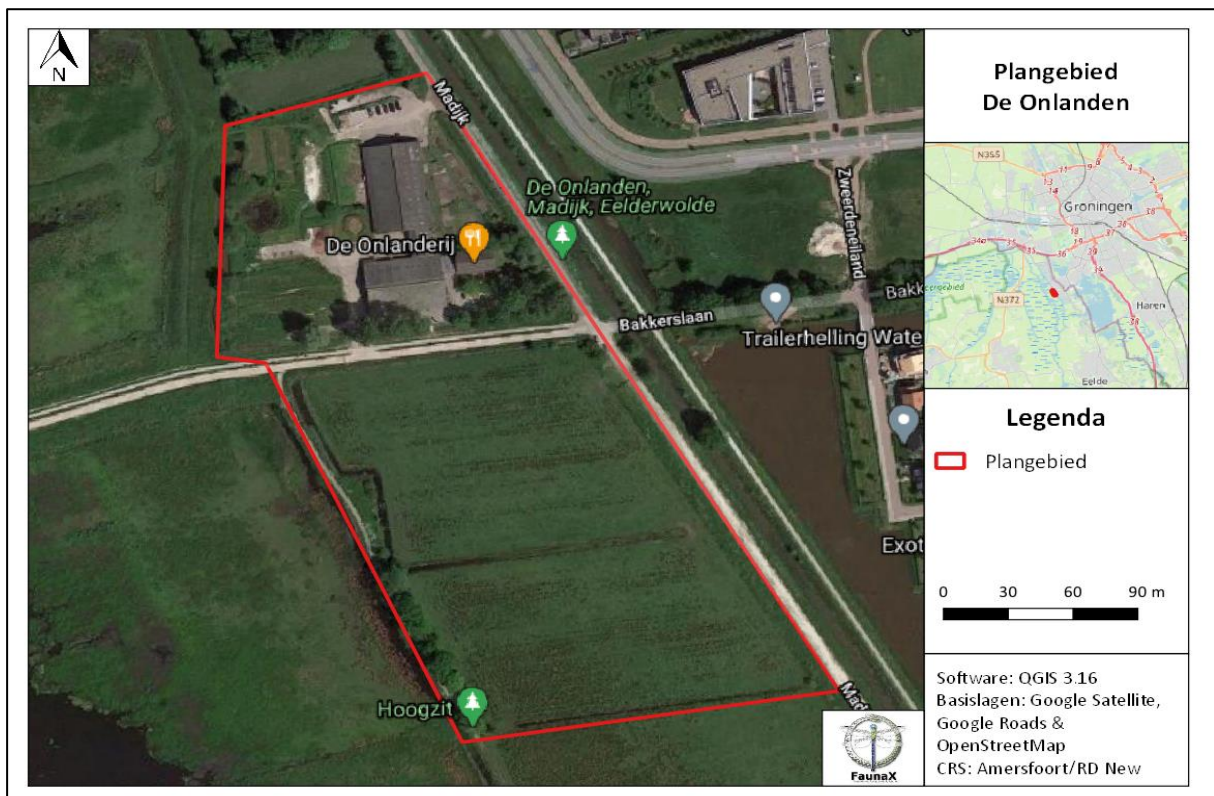 N
Madijk
De Onlanden,
Madijk, Eelderwolde
De Onlanderij
Zweerdeneiland
Bakkerslaan
Bakk
Trailerhelling Wate
Exot
Hoogzit
Mad
FaunaX
Plangebied
De Onlanden
N355
Groningen
N372
Haren
Eelde
Legenda
Plangebied
0 30 60 90 m
Software: QGIS 3.16
Basislagen: Google Satellite,
Google Roads &
OpenStreetMap
CRS: Amersfoort/RD New